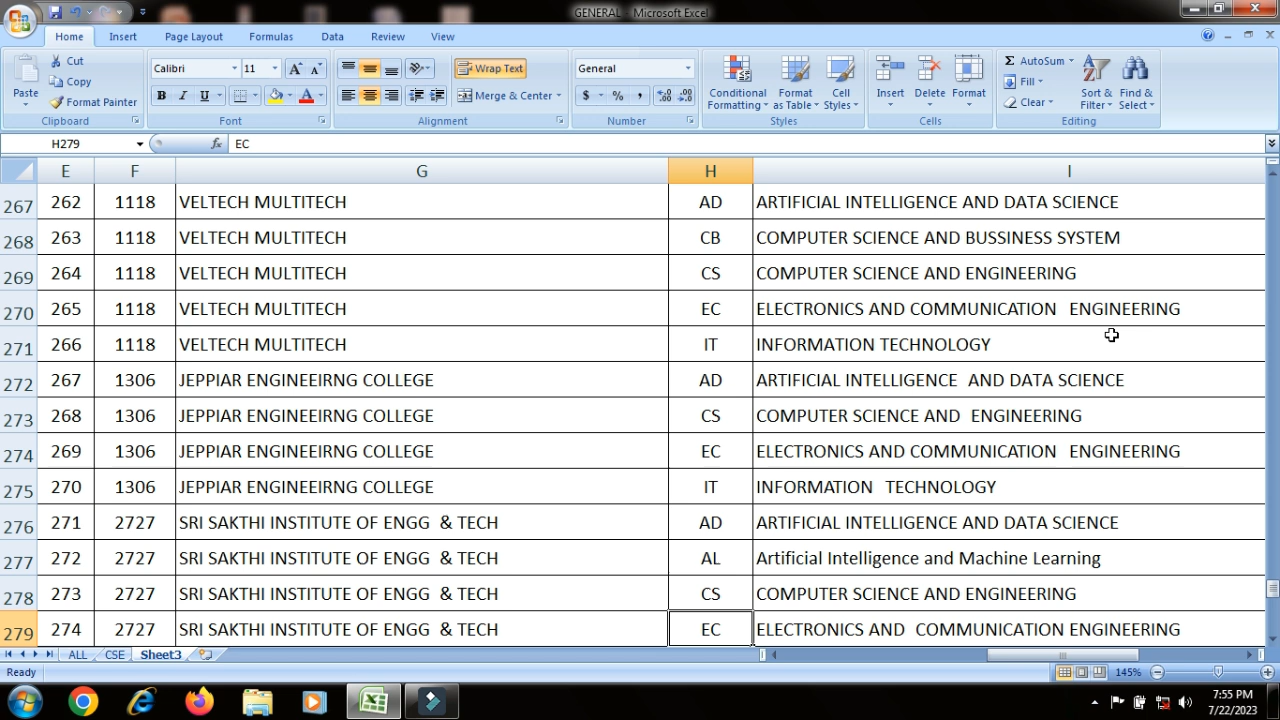 GENERAL - Microsoft Excel
Home Insert Page Layout Formulas Data Review View
Paste Cut Copy Format Painter Clipboard
Calibri 11 A A B I U A Font
Wrap Text Merge & Center Alignment
General $ % , Number
Conditional Formatting Format as Table Cell Styles Styles
Insert Delete Format Cells
Σ AutoSum Fill Clear Sort & Filter Find & Select Editing
H279 fx EC
E F G H I
267 262 1118 VELTECH MULTITECH AD ARTIFICIAL INTELLIGENCE AND DATA SCIENCE
268 263 1118 VELTECH MULTITECH CB COMPUTER SCIENCE AND BUSSINESS SYSTEM
269 264 1118 VELTECH MULTITECH CS COMPUTER SCIENCE AND ENGINEERING
270 265 1118 VELTECH MULTITECH EC ELECTRONICS AND COMMUNICATION ENGINEERING
271 266 1118 VELTECH MULTITECH IT INFORMATION TECHNOLOGY
272 267 1306 JEPPIAR ENGINEEIRNG COLLEGE AD ARTIFICIAL INTELLIGENCE AND DATA SCIENCE
273 268 1306 JEPPIAR ENGINEEIRNG COLLEGE CS COMPUTER SCIENCE AND ENGINEERING
274 269 1306 JEPPIAR ENGINEEIRNG COLLEGE EC ELECTRONICS AND COMMUNICATION ENGINEERING
275 270 1306 JEPPIAR ENGINEEIRNG COLLEGE IT INFORMATION TECHNOLOGY
276 271 2727 SRI SAKTHI INSTITUTE OF ENGG & TECH AD ARTIFICIAL INTELLIGENCE AND DATA SCIENCE
277 272 2727 SRI SAKTHI INSTITUTE OF ENGG & TECH AL Artificial Intelligence and Machine Learning
278 273 2727 SRI SAKTHI INSTITUTE OF ENGG & TECH CS COMPUTER SCIENCE AND ENGINEERING
279 274 2727 SRI SAKTHI INSTITUTE OF ENGG & TECH EC ELECTRONICS AND COMMUNICATION ENGINEERING
ALL CSE Sheet3
Ready 145%
7:55 PM
7/22/2023